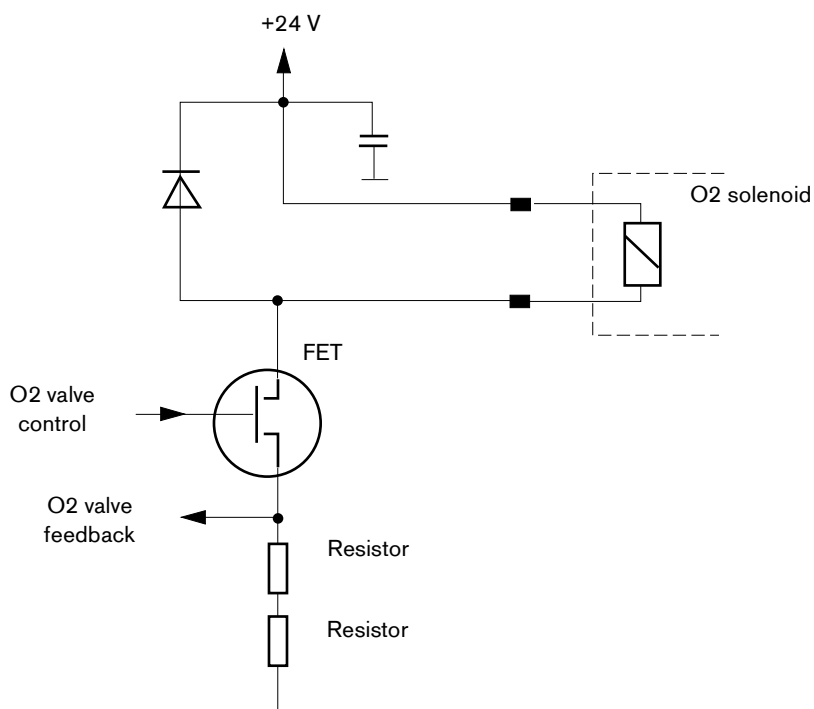 +24 V
O2 solenoid
FET
O2 valve
control
O2 valve
feedback
Resistor
Resistor